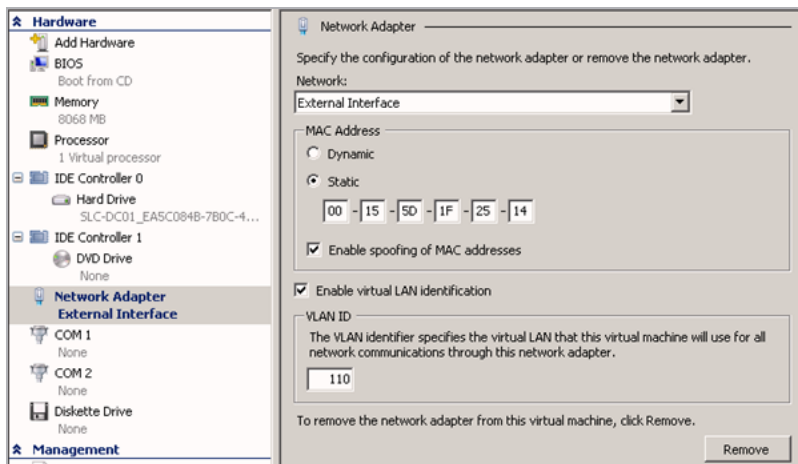 Hardware
Add Hardware
BIOS
Boot from CD
Memory
8068 MB
Processor
1 Virtual processor
IDE Controller 0
Hard Drive
SLC-DC01_EA5C084B-7B0C-4...
IDE Controller 1
DVD Drive
None
Network Adapter
External Interface
COM 1
None
COM 2
None
Diskette Drive
None
Management
Network Adapter
Specify the configuration of the network adapter or remove the network adapter.
Network:
External Interface
MAC Address
Dynamic
Static
00 - 15 - 5D - 1F - 25 - 14
Enable spoofing of MAC addresses
Enable virtual LAN identification
VLAN ID
The VLAN identifier specifies the virtual LAN that this virtual machine will use for all
network communications through this network adapter.
110
To remove the network adapter from this virtual machine, click Remove.
Remove